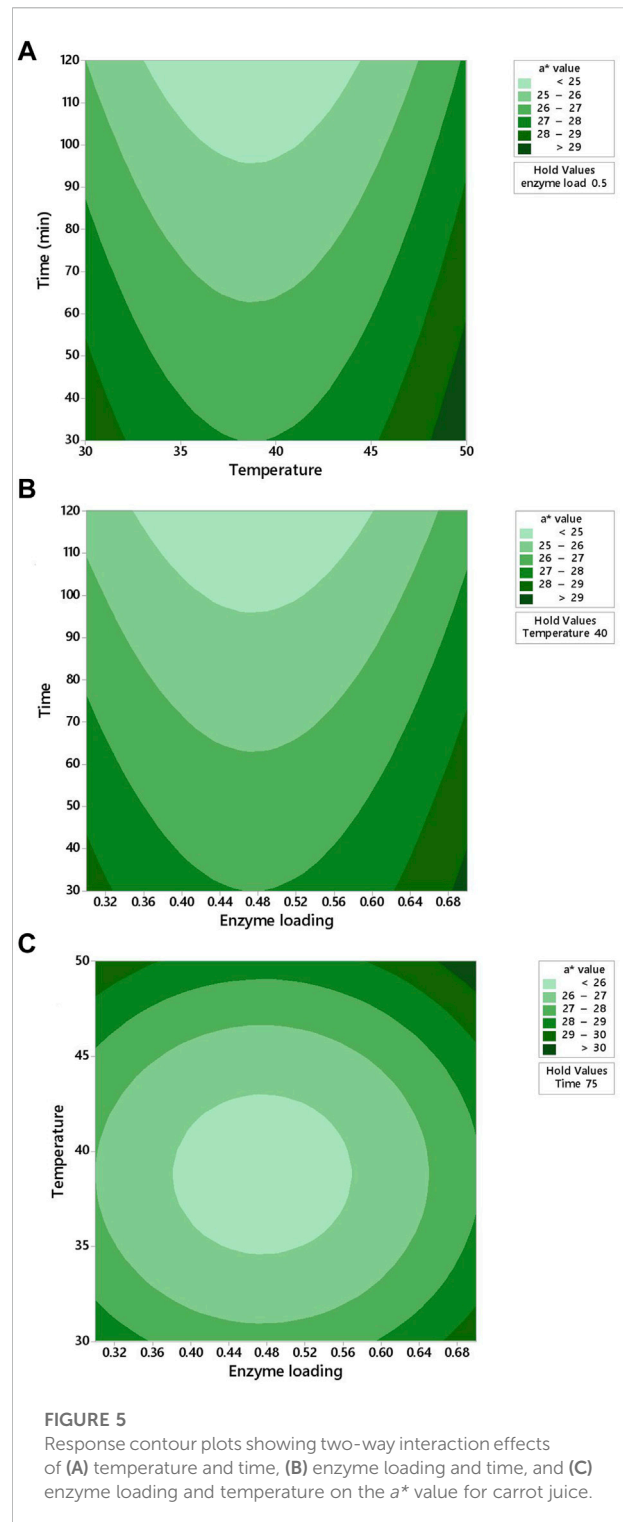 A
120
110
100
90
80
70
60
50
40
30
Time (min)
30 35 40 45 50
Temperature
a* value
< 25
25 – 26
26 – 27
27 – 28
28 – 29
> 29
Hold Values
enzyme load 0.5
B
120
110
100
90
80
70
60
50
40
30
Time
0.32 0.36 0.40 0.44 0.48 0.52 0.56 0.60 0.64 0.68
Enzyme loading
a* value
< 25
25 – 26
26 – 27
27 – 28
28 – 29
> 29
Hold Values
Temperature 40
C
50
45
40
35
30
Temperature
0.32 0.36 0.40 0.44 0.48 0.52 0.56 0.60 0.64 0.68
Enzyme loading
a* value
< 26
26 – 27
27 – 28
28 – 29
29 – 30
> 30
Hold Values
Time 75
FIGURE 5
Response contour plots showing two-way interaction effects
of (A) temperature and time, (B) enzyme loading and time, and (C)
enzyme loading and temperature on the a* value for carrot juice.